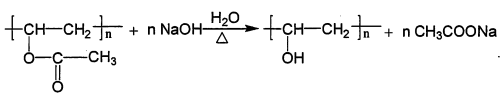 [CH—CH₂]n + n NaOH H₂O △ [CH—CH₂]n + n CH₃COONa
O CH₃ OH
C
O